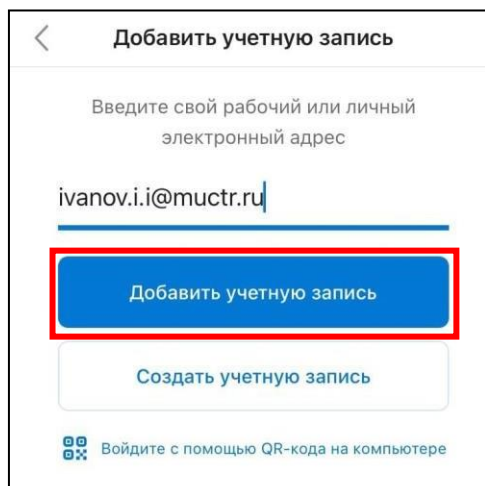 Добавить учетную запись
Введите свой рабочий или личный
электронный адрес
ivanov.i.i@muctr.ru
Добавить учетную запись
Создать учетную запись
Войдите с помощью QR-кода на компьютере